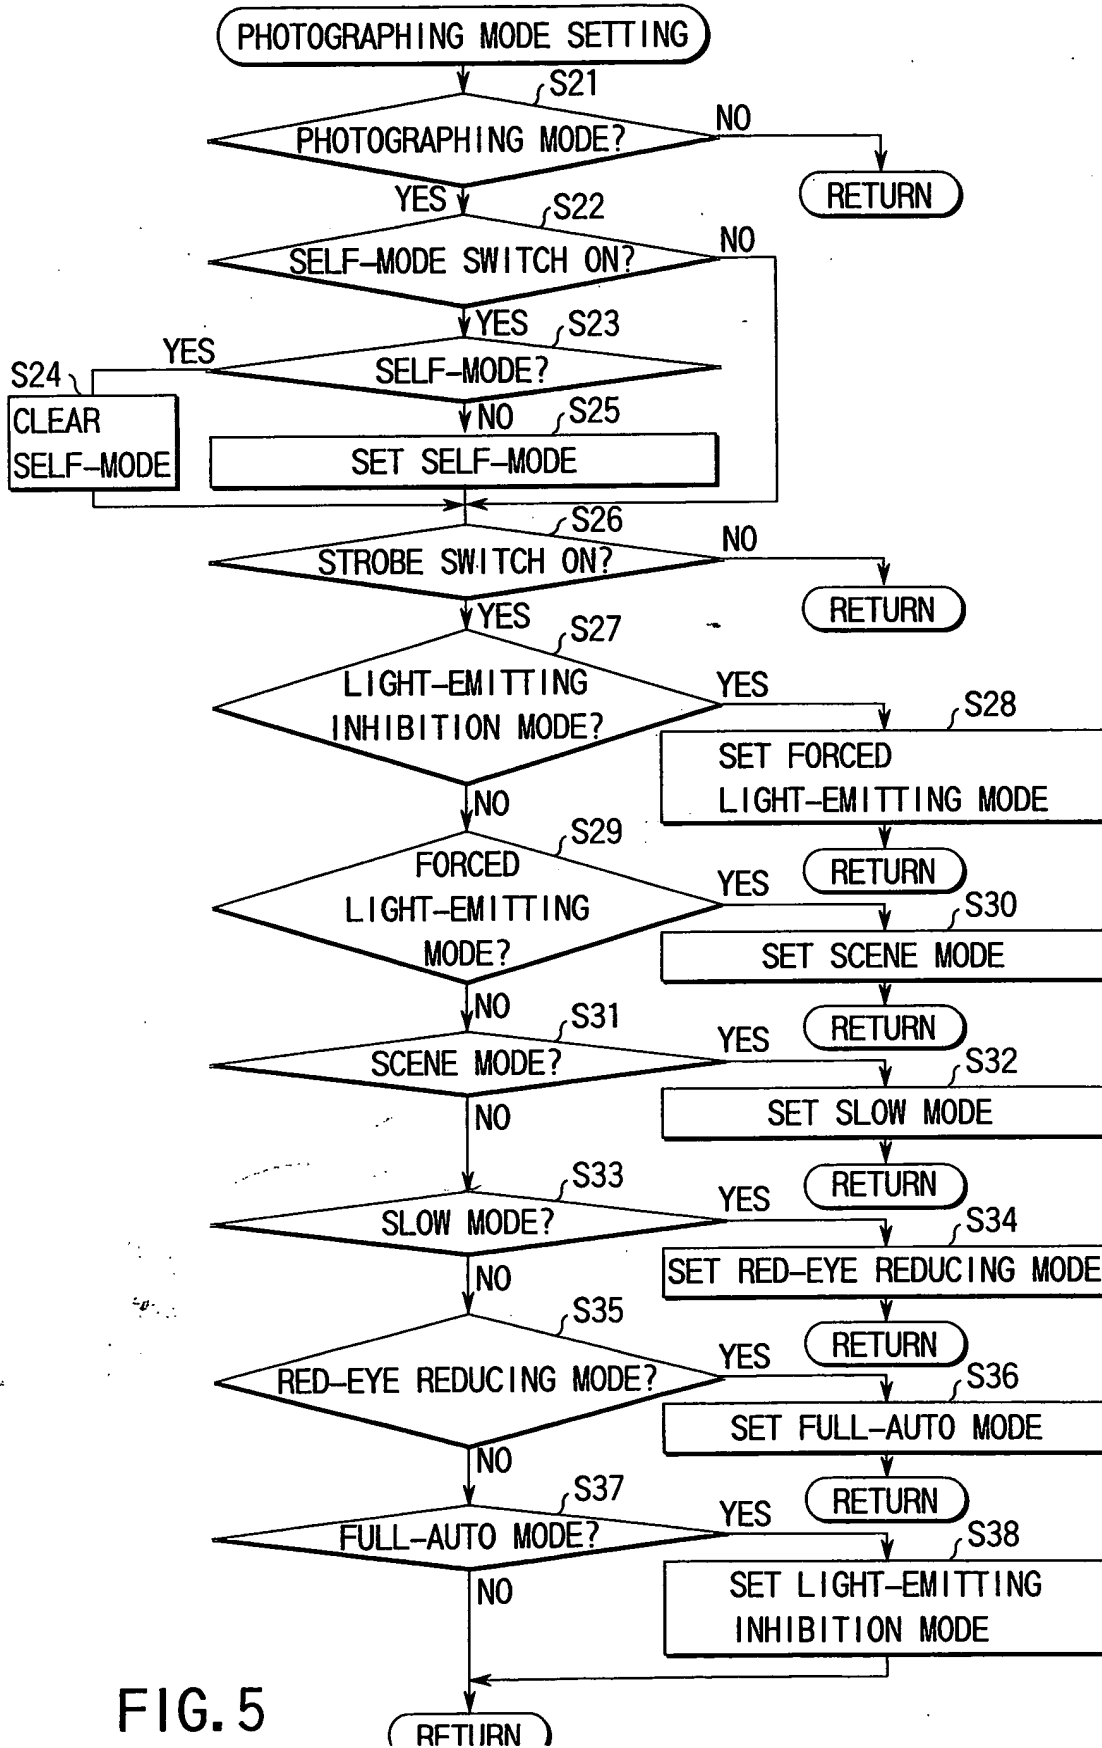 PHOTOGRAPHING MODE SETTING
S21
PHOTOGRAPHING MODE?
NO
RETURN
YES
S22
SELF-MODE SWITCH ON?
NO
YES
S23
SELF-MODE?
YES
S24
CLEAR
SELF-MODE
NO
S25
SET SELF-MODE
S26
STROBE SWITCH ON?
NO
RETURN
YES
S27
LIGHT-EMITTING
INHIBITION MODE?
YES
S28
SET FORCED
LIGHT-EMITTING MODE
RETURN
NO
S29
FORCED
LIGHT-EMITTING
MODE?
YES
S30
SET SCENE MODE
RETURN
NO
S31
SCENE MODE?
YES
S32
SET SLOW MODE
RETURN
NO
S33
SLOW MODE?
YES
S34
SET RED-EYE REDUCING MODE
RETURN
NO
S35
RED-EYE REDUCING MODE?
YES
S36
SET FULL-AUTO MODE
RETURN
NO
S37
FULL-AUTO MODE?
YES
S38
SET LIGHT-EMITTING
INHIBITION MODE
NO
RETURN
FIG. 5